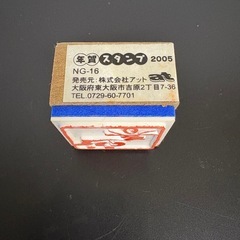 年賀スタンプ 2005
NG-16
発売元:株式会社アット at
大阪府東大阪市吉原2丁目7-36
TEL.0729-60-7701